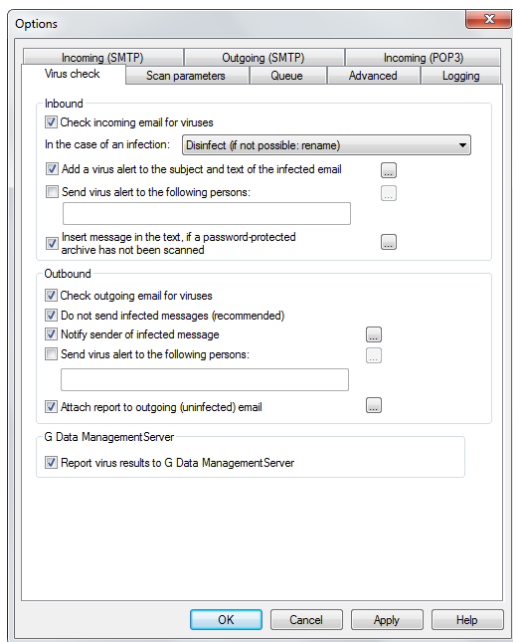 Options
Incoming (SMTP) Outgoing (SMTP) Incoming (POP3)
Virus check Scan parameters Queue Advanced Logging
Inbound
Check incoming email for viruses
In the case of an infection: Disinfect (if not possible: rename)
Add a virus alert to the subject and text of the infected email ...
Send virus alert to the following persons: ...
Insert message in the text, if a password-protected
archive has not been scanned ...
Outbound
Check outgoing email for viruses
Do not send infected messages (recommended)
Notify sender of infected message ...
Send virus alert to the following persons: ...
Attach report to outgoing (uninfected) email ...
G Data ManagementServer
Report virus results to G Data ManagementServer
OK Cancel Apply Help